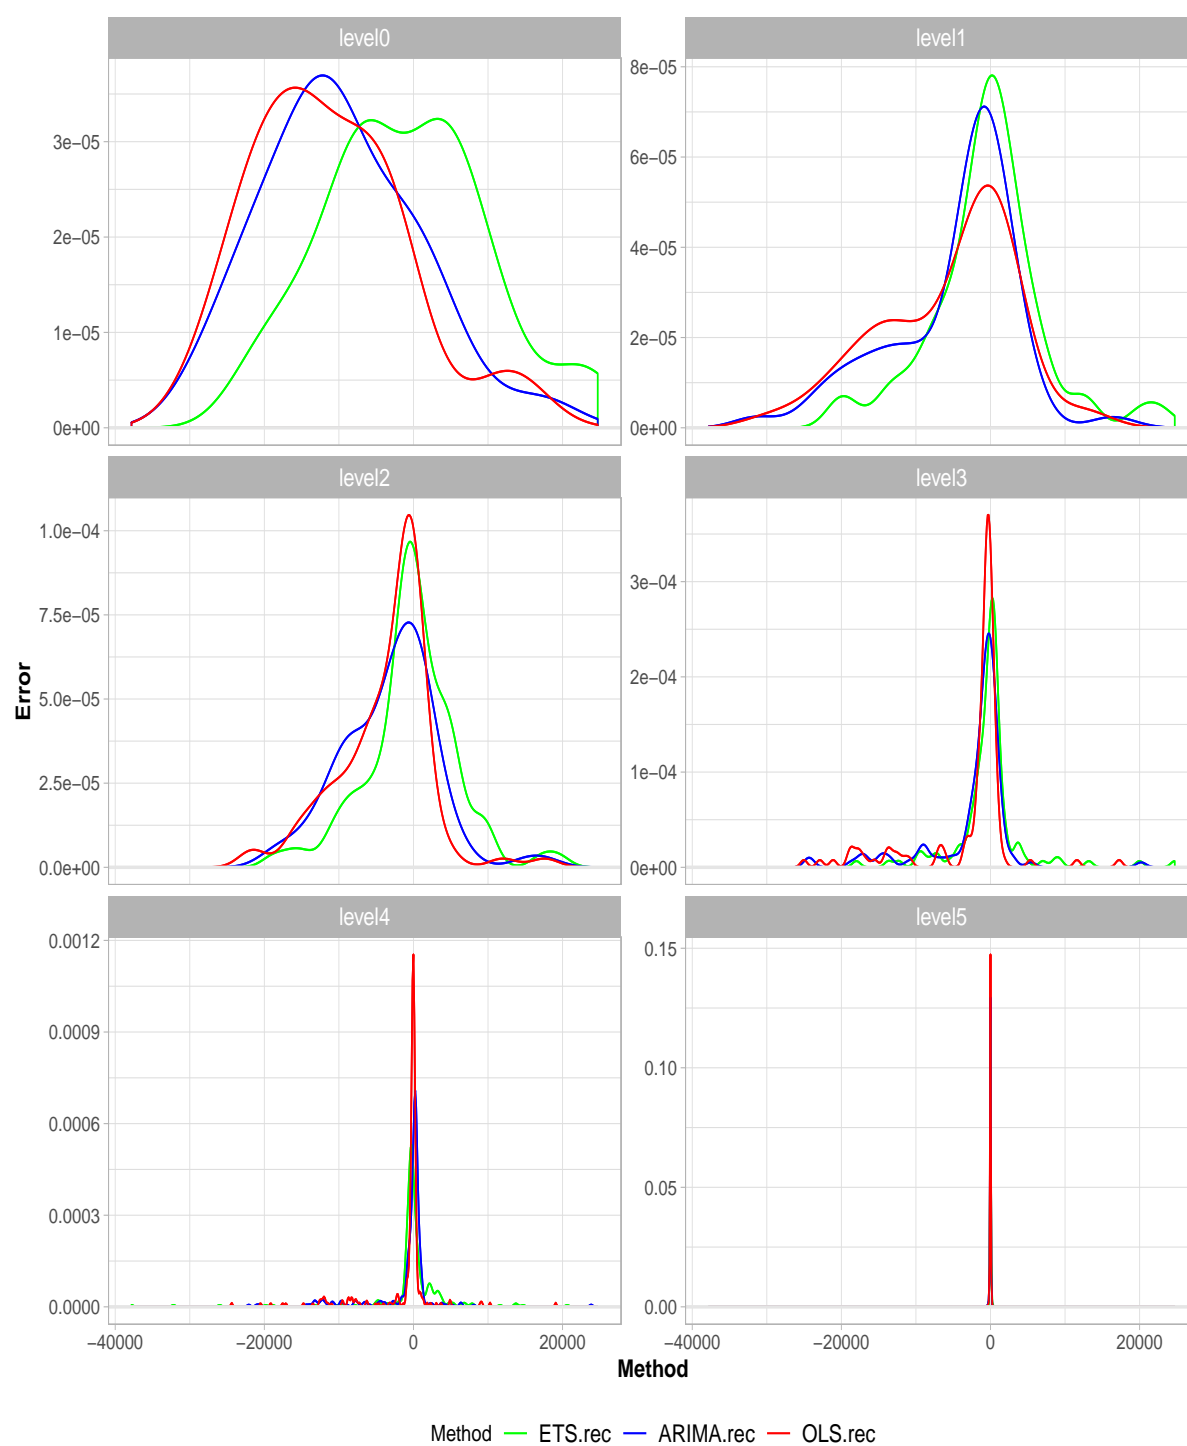 level0
level1
3e−05
2e−05
1e−05
0e+00
8e−05
6e−05
4e−05
2e−05
0e+00
level2
level3
1.0e−04
7.5e−05
5.0e−05
2.5e−05
0.0e+00
3e−04
2e−04
1e−04
0e+00
Error
level4
level5
0.0012
0.0009
0.0006
0.0003
0.0000
0.15
0.10
0.05
0.00
−40000 −20000 0 20000
−40000 −20000 0 20000
Method
Method ETS.rec ARIMA.rec OLS.rec